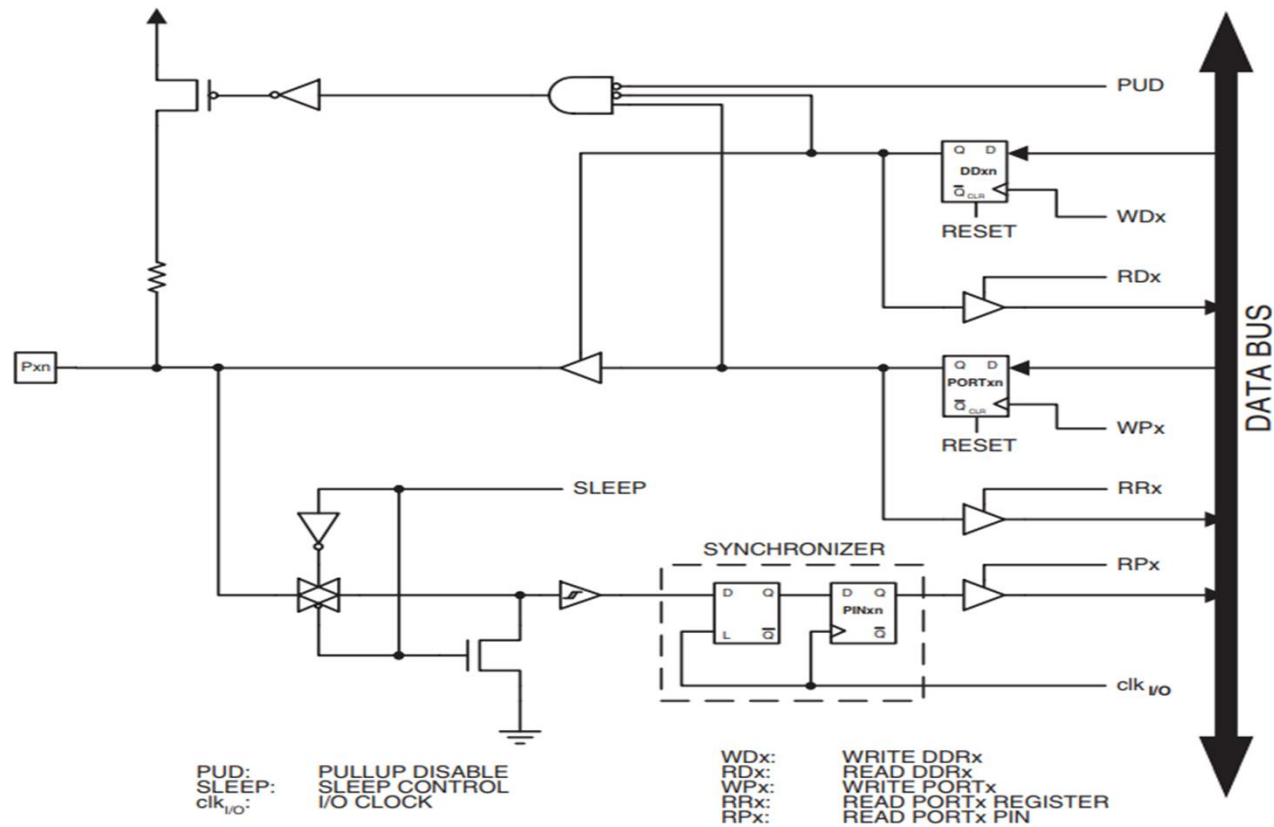 PUD
Q D
DDxn
Q CLR
WDx
RESET
RDx
Pxn
Q D
PORTxn
Q CLR
WPx
RESET
SLEEP
RRx
SYNCHRONIZER
RPx
D Q
L Q
D Q
PINxn
Q
clk I/O
DATA BUS
PUD: PULLUP DISABLE
SLEEP: SLEEP CONTROL
clkI/O: I/O CLOCK
WDx: WRITE DDRx
RDx: READ DDRx
WPx: WRITE PORTx
RRx: READ PORTx REGISTER
RPx: READ PORTx PIN